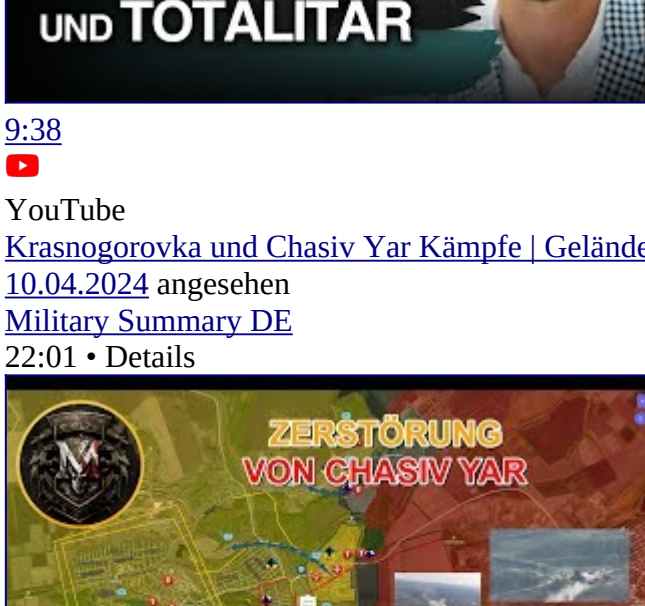 UND TOTALITÄR
9:38
YouTube
Krasnogorovka und Chasiv Yar Kämpfe | Gelände
10.04.2024 angesehen
Military Summary DE
22:01 • Details
ZERSTÖRUNG
VON CHASIV YAR